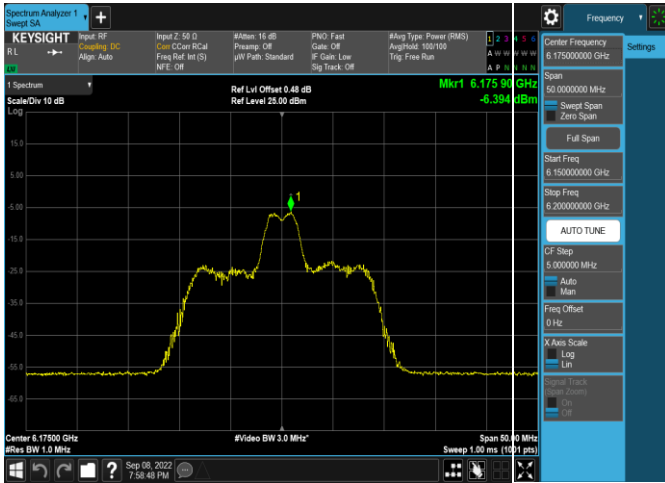 Spectrum Analyzer 1
Swept SA
Frequency
KEYSIGHT
R L
LV
Input: RF
Coupling: DC
Align: Auto
Input Z: 50 Ω
Corr CCorr RCal
Freq Ref: Int (S)
NFE: Off
#Atten: 16 dB
Preamp: Off
µW Path: Standard
PNO: Fast
Gate: Off
IF Gain: Low
Sig Track: Off
#Avg Type: Power (RMS)
Avg|Hold: 100/100
Trig: Free Run
1 2 3 4 5 6
A W W W W W
A P N N N N
1 Spectrum
Scale/Div 10 dB
Log
Ref Lvl Offset 0.48 dB
Ref Level 25.00 dBm
Mkr1 6.175 90 GHz
-6.394 dBm
15.0
5.00
-5.00
-15.0
-25.0
-35.0
-45.0
-55.0
-65.0
1
Center 6.17500 GHz
#Res BW 1.0 MHz
#Video BW 3.0 MHz*
Span 50.00 MHz
Sweep 1.00 ms (1001 pts)
Sep 08, 2022
7:58:48 PM
?
Center Frequency
6.175000000 GHz
Settings
Span
50.0000000 MHz
Swept Span
Zero Span
Full Span
Start Freq
6.150000000 GHz
Stop Freq
6.200000000 GHz
AUTO TUNE
CF Step
5.000000 MHz
Auto
Man
Freq Offset
0 Hz
X Axis Scale
Log
Lin
Signal Track
(Span Zoom)
On
Off